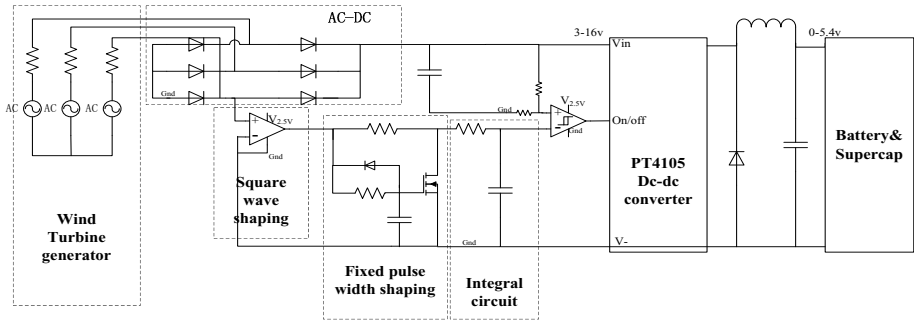 AC-DC
3-16v
0-5.4v
Vin
Gnd
Gnd
V2.5V
AC
AC
AC
V2.5V
Gnd
On/off
Gnd
Battery&
Supercap
PT4105
Dc-dc
converter
Square
wave
shaping
Wind
Turbine
generator
Gnd
V-
Fixed pulse
width shaping
Integral
circuit